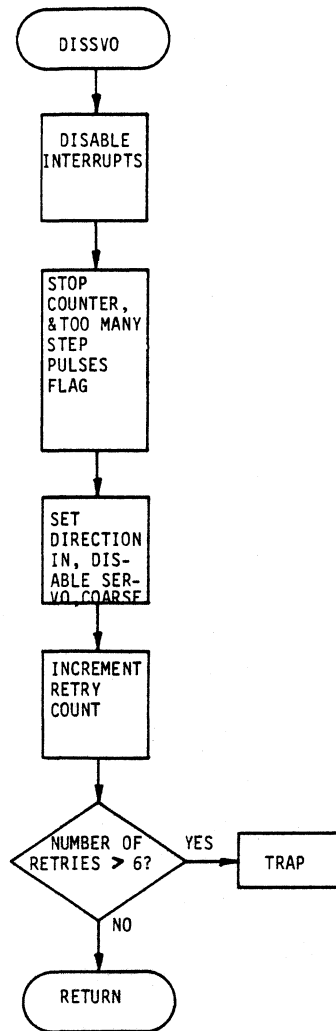 DISSVO
DISABLE
INTERRUPTS
STOP
COUNTER,
&TOO MANY
STEP
PULSES
FLAG
SET
DIRECTION
IN, DIS-
ABLE SER-
VO,COARSE
INCREMENT
RETRY
COUNT
NUMBER OF
RETRIES > 6?
YES
TRAP
NO
RETURN